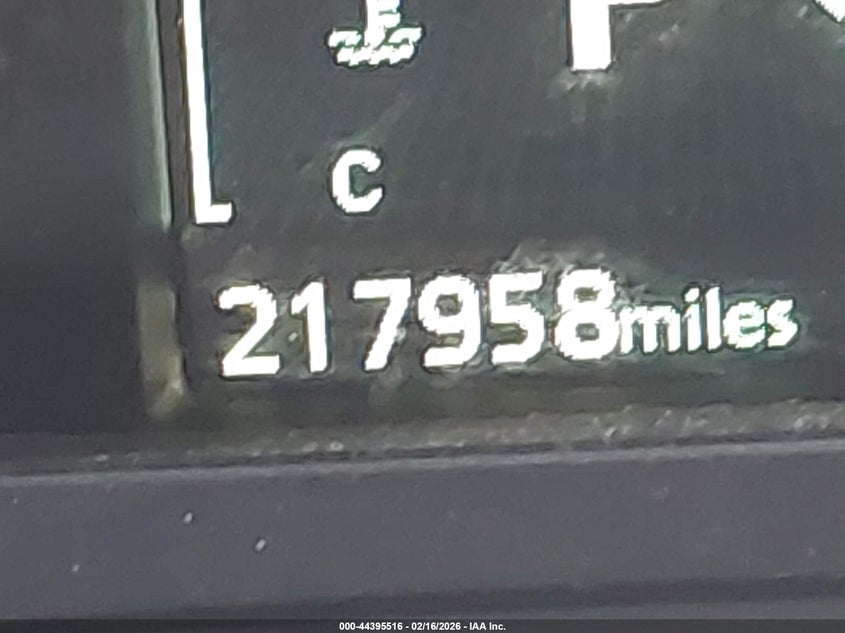 P
C
217958miles
000-44395516 - 02/16/2026 - IAA Inc.